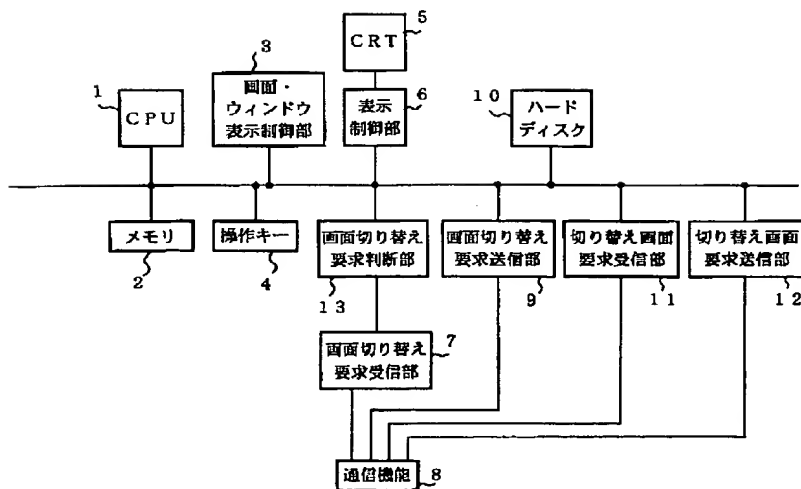 5
CRT
3
画面・
ウィンドウ
表示制御部
1
CPU
6
表示
制御部
10
ハード
ディスク
メモリ
2
操作キー
4
画面切り替え
要求判断部
13
画面切り替え
要求送信部
9
切り替え画面
要求受信部
11
切り替え画面
要求送信部
12
画面切り替え
要求受信部
7
通信機能
8